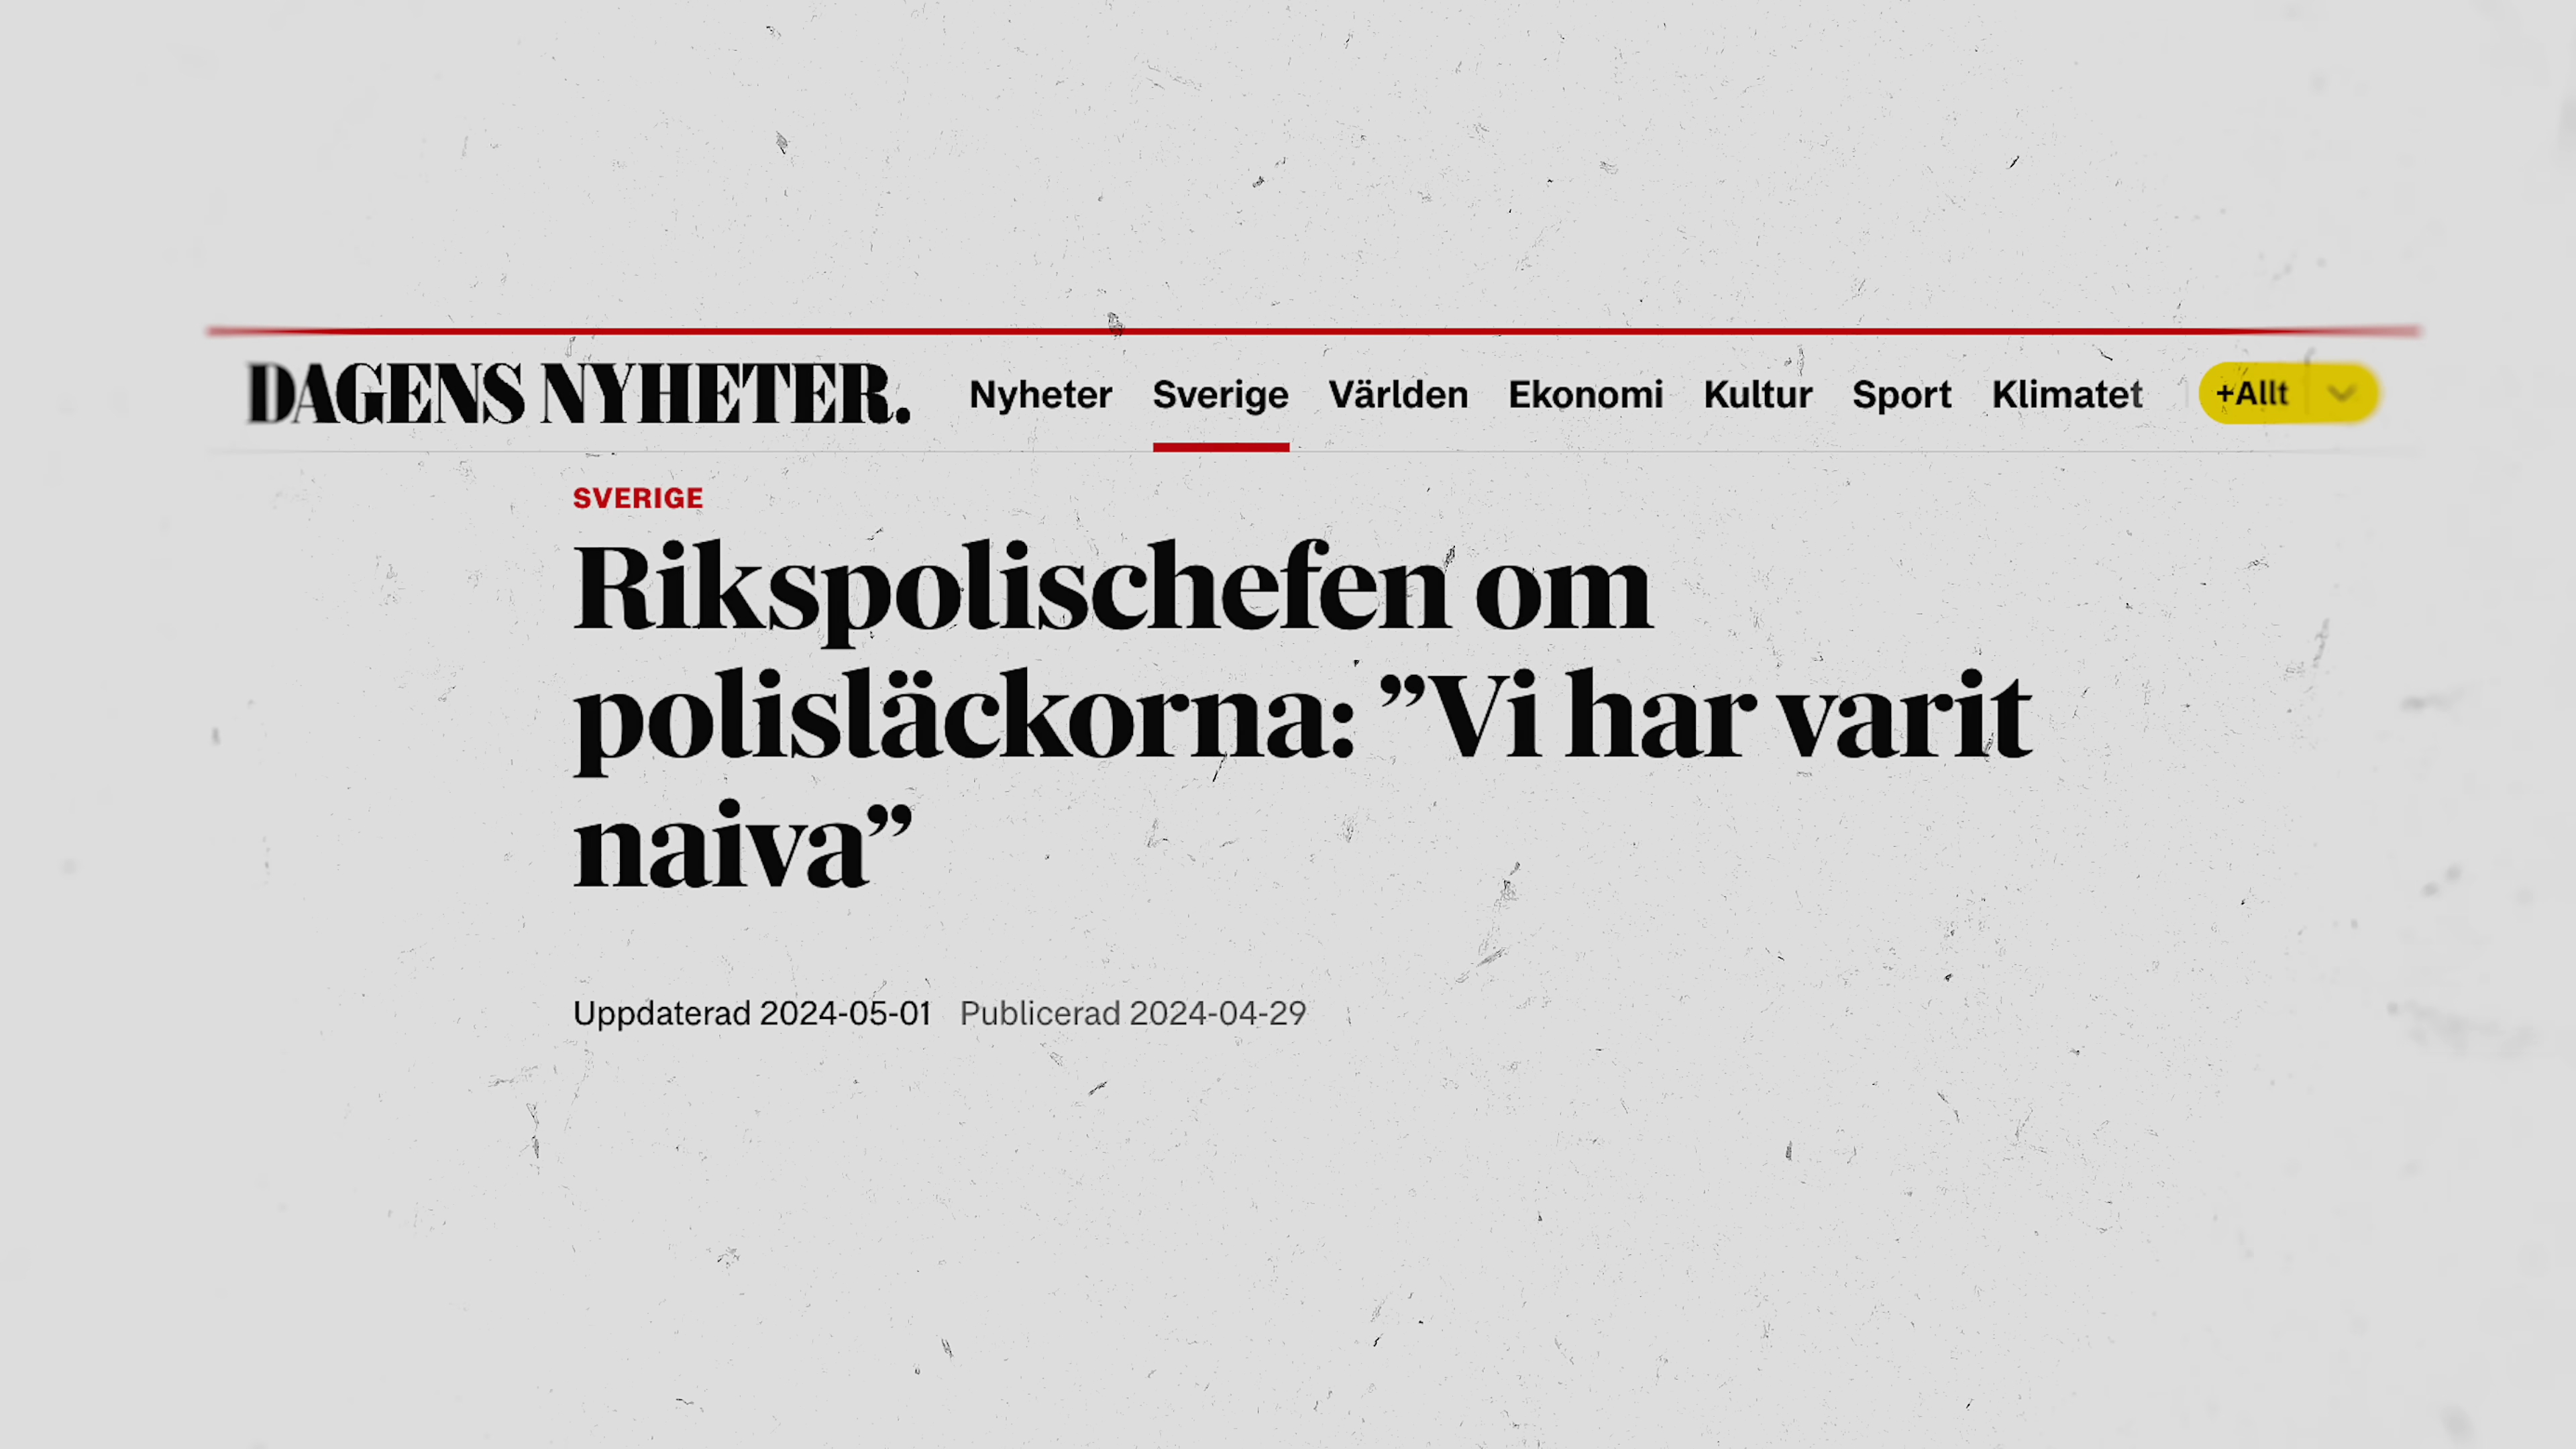 DAGENS NYHETER. Nyheter Sverige Världen Ekonomi Kultur Sport Klimatet +Allt
SVERIGE
Rikspolischefen om
polisläckorna: ”Vi har varit
naiva”
Uppdaterad 2024-05-01 Publicerad 2024-04-29